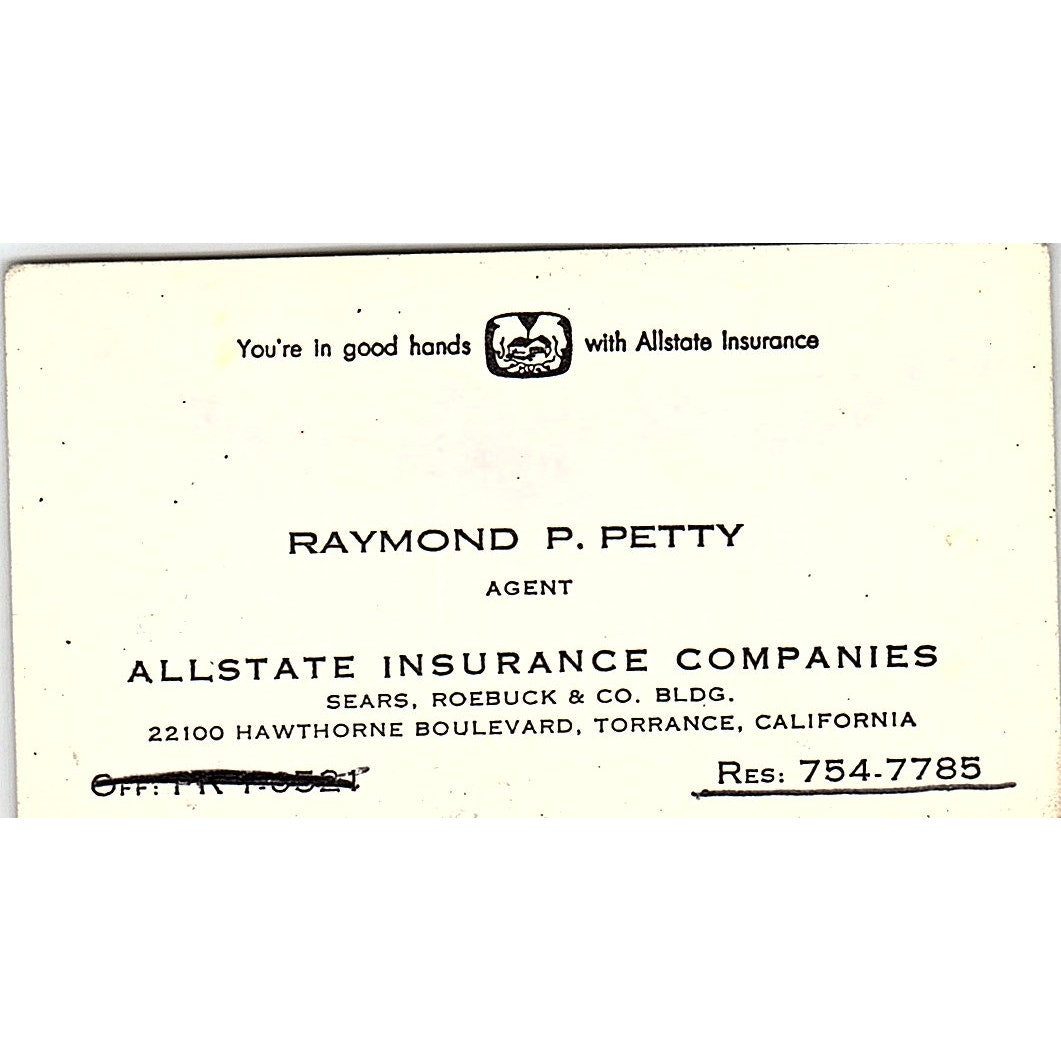 You're in good hands with Allstate Insurance
RAYMOND P. PETTY
AGENT
ALLSTATE INSURANCE COMPANIES
SEARS, ROEBUCK & CO. BLDG.
22100 HAWTHORNE BOULEVARD, TORRANCE, CALIFORNIA
OFF:
RES: 754-7785